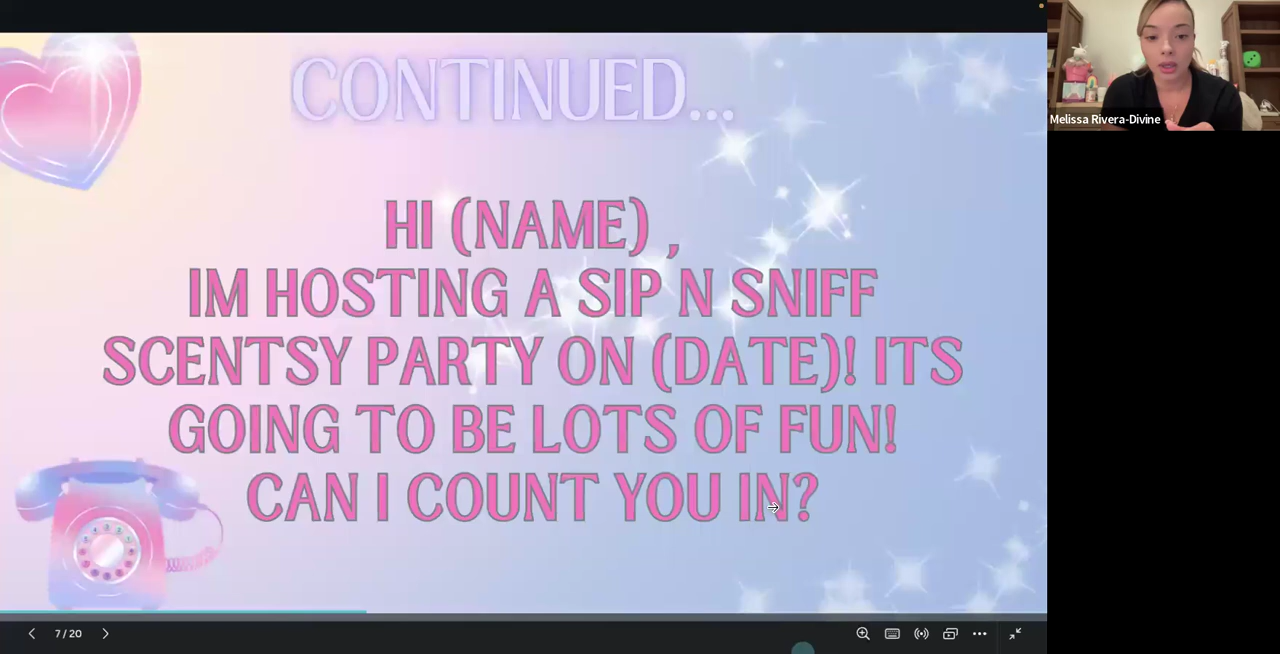 CONTINUED...
HI (NAME) ,
IM HOSTING A SIP N SNIFF
SCENTSY PARTY ON (DATE)! ITS
GOING TO BE LOTS OF FUN!
CAN I COUNT YOU IN?
Melissa Rivera-Divine
7 / 20